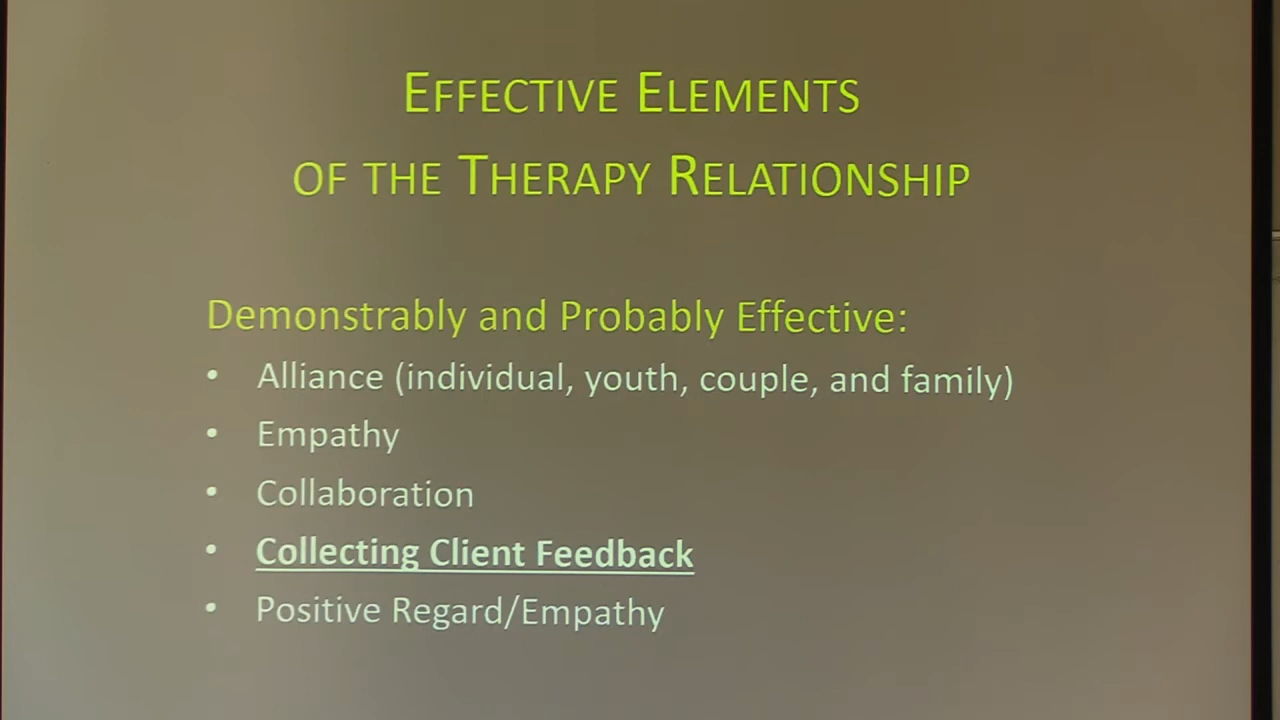 Effective Elements
of the Therapy Relationship
Demonstrably and Probably Effective:
• Alliance (individual, youth, couple, and family)
• Empathy
• Collaboration
• Collecting Client Feedback
• Positive Regard/Empathy